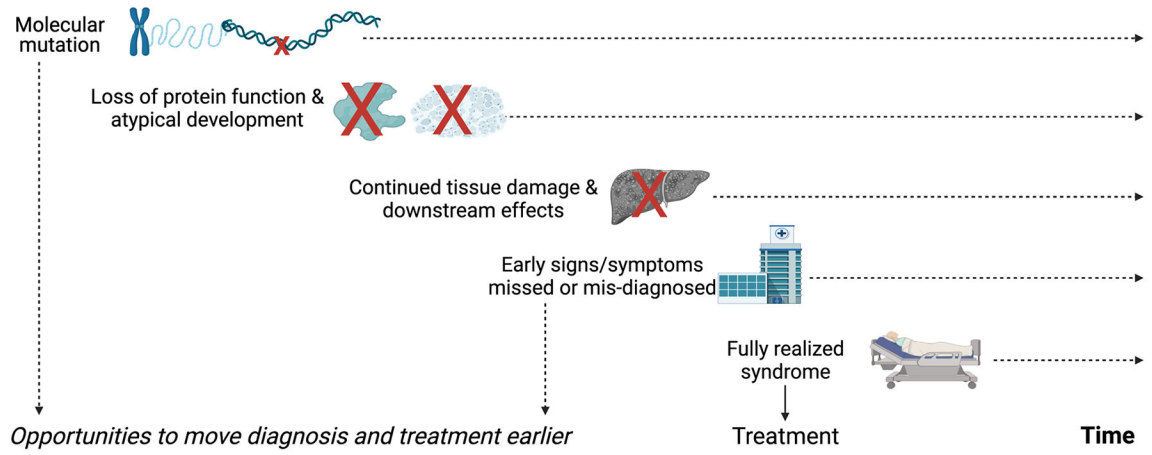 Molecular
mutation
Loss of protein function &
atypical development
Continued tissue damage &
downstream effects
Early signs/symptoms
missed or mis-diagnosed
Fully realized
syndrome
Opportunities to move diagnosis and treatment earlier
Treatment
Time